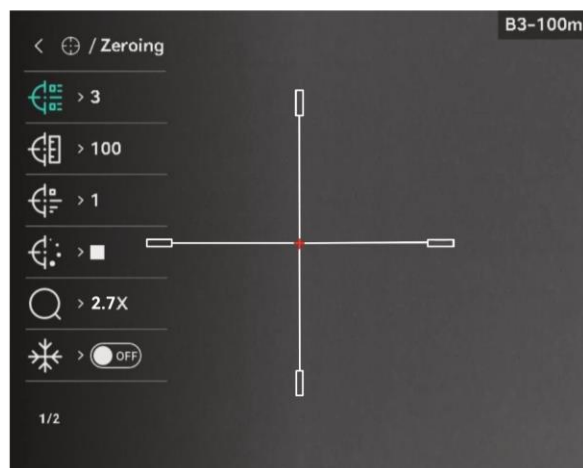 B3-100m
< / Zeroing
> 3
> 100
> 1
>
> 2.7X
> OFF
1/2